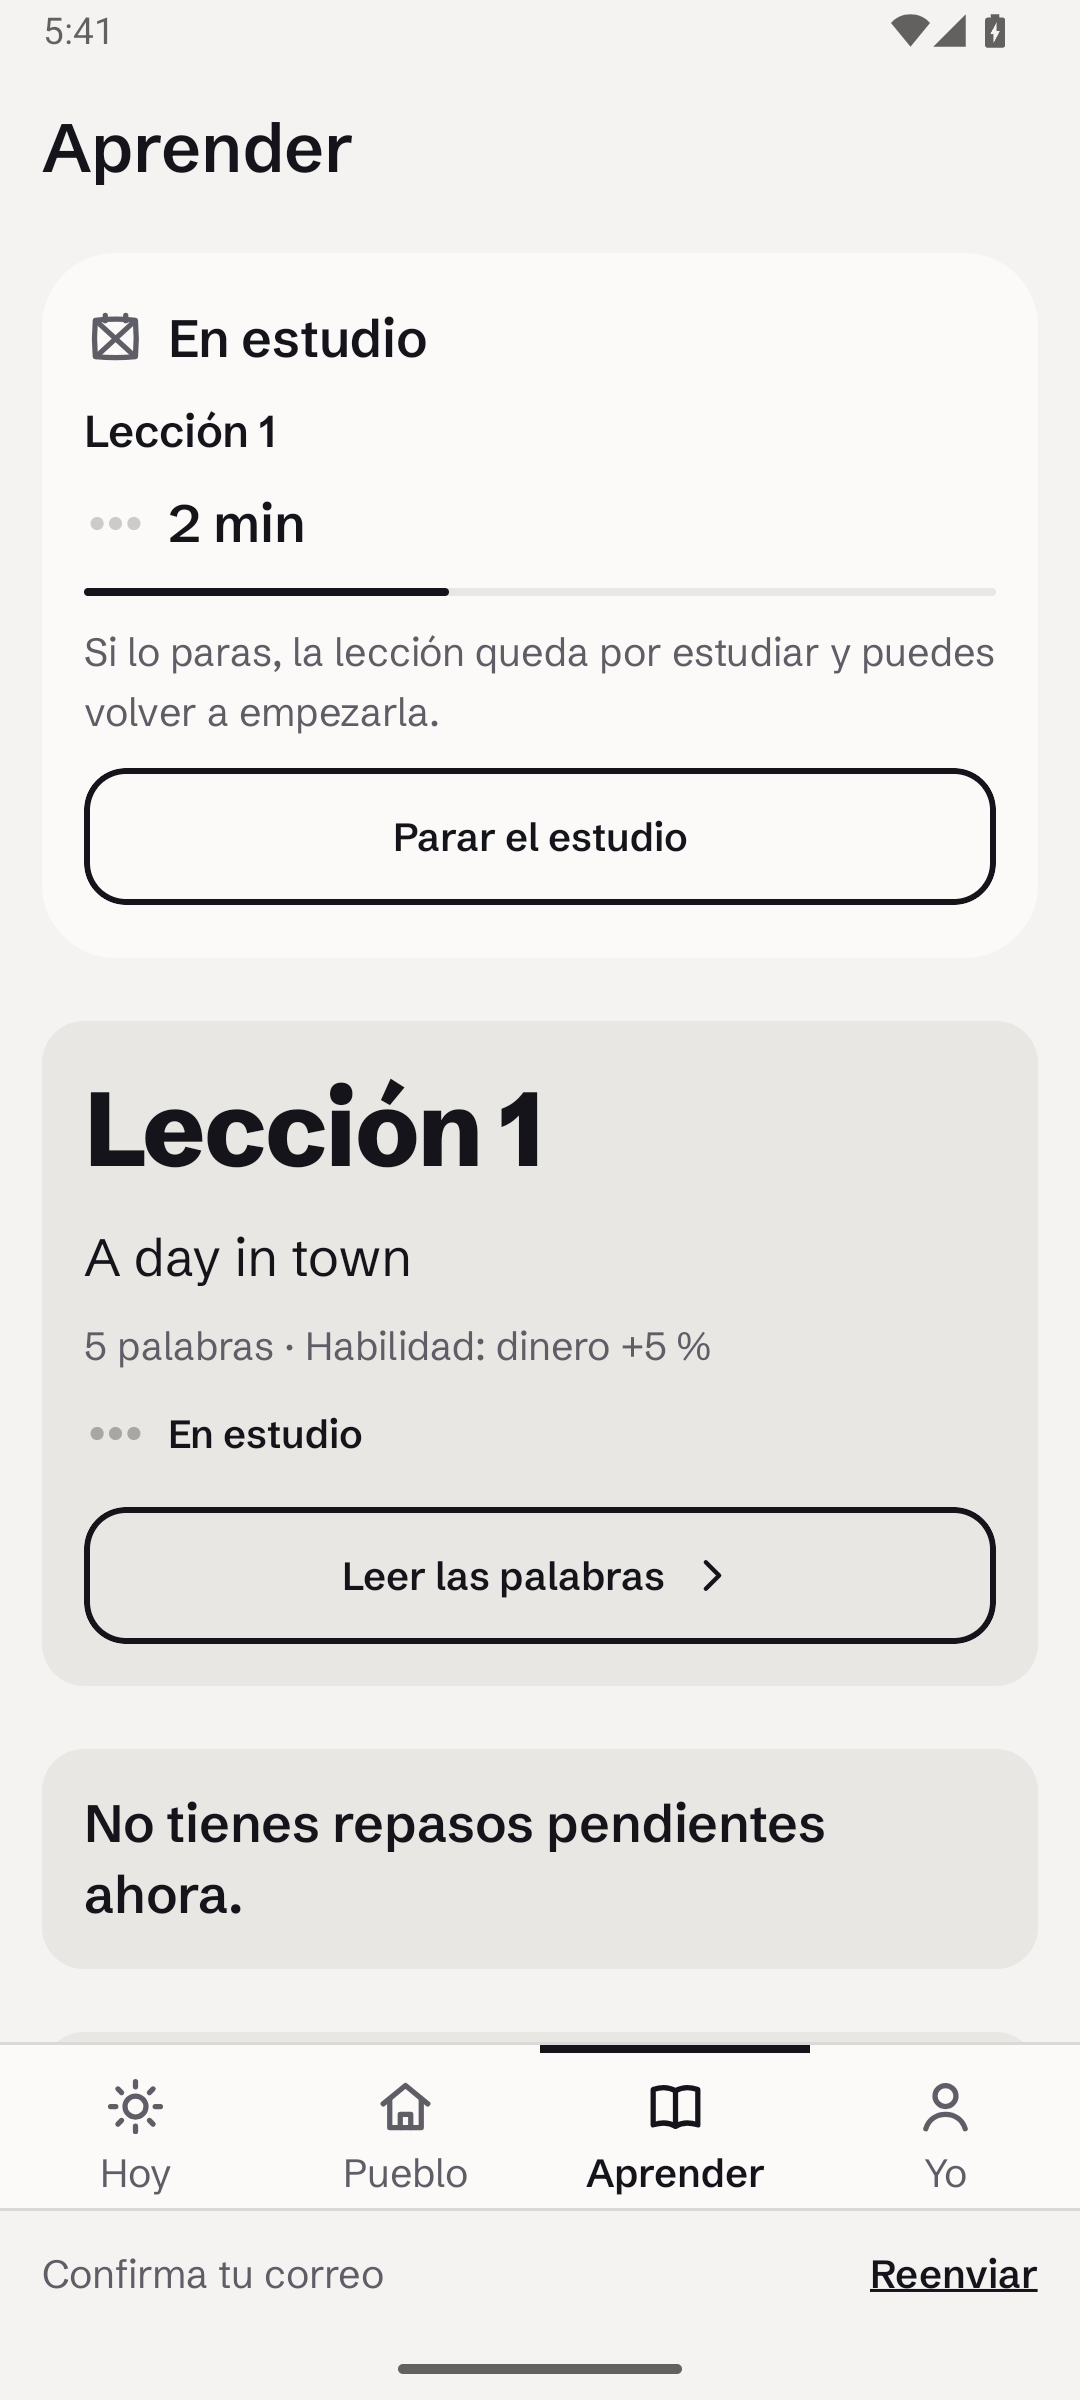 5:41
Aprender
En estudio
Lección 1
2 min
Si lo paras, la lección queda por estudiar y puedes
volver a empezarla.
Parar el estudio
Lección 1
A day in town
5 palabras · Habilidad: dinero +5 %
En estudio
Leer las palabras
No tienes repasos pendientes
ahora.
Hoy
Pueblo
Aprender
Yo
Confirma tu correo
Reenviar